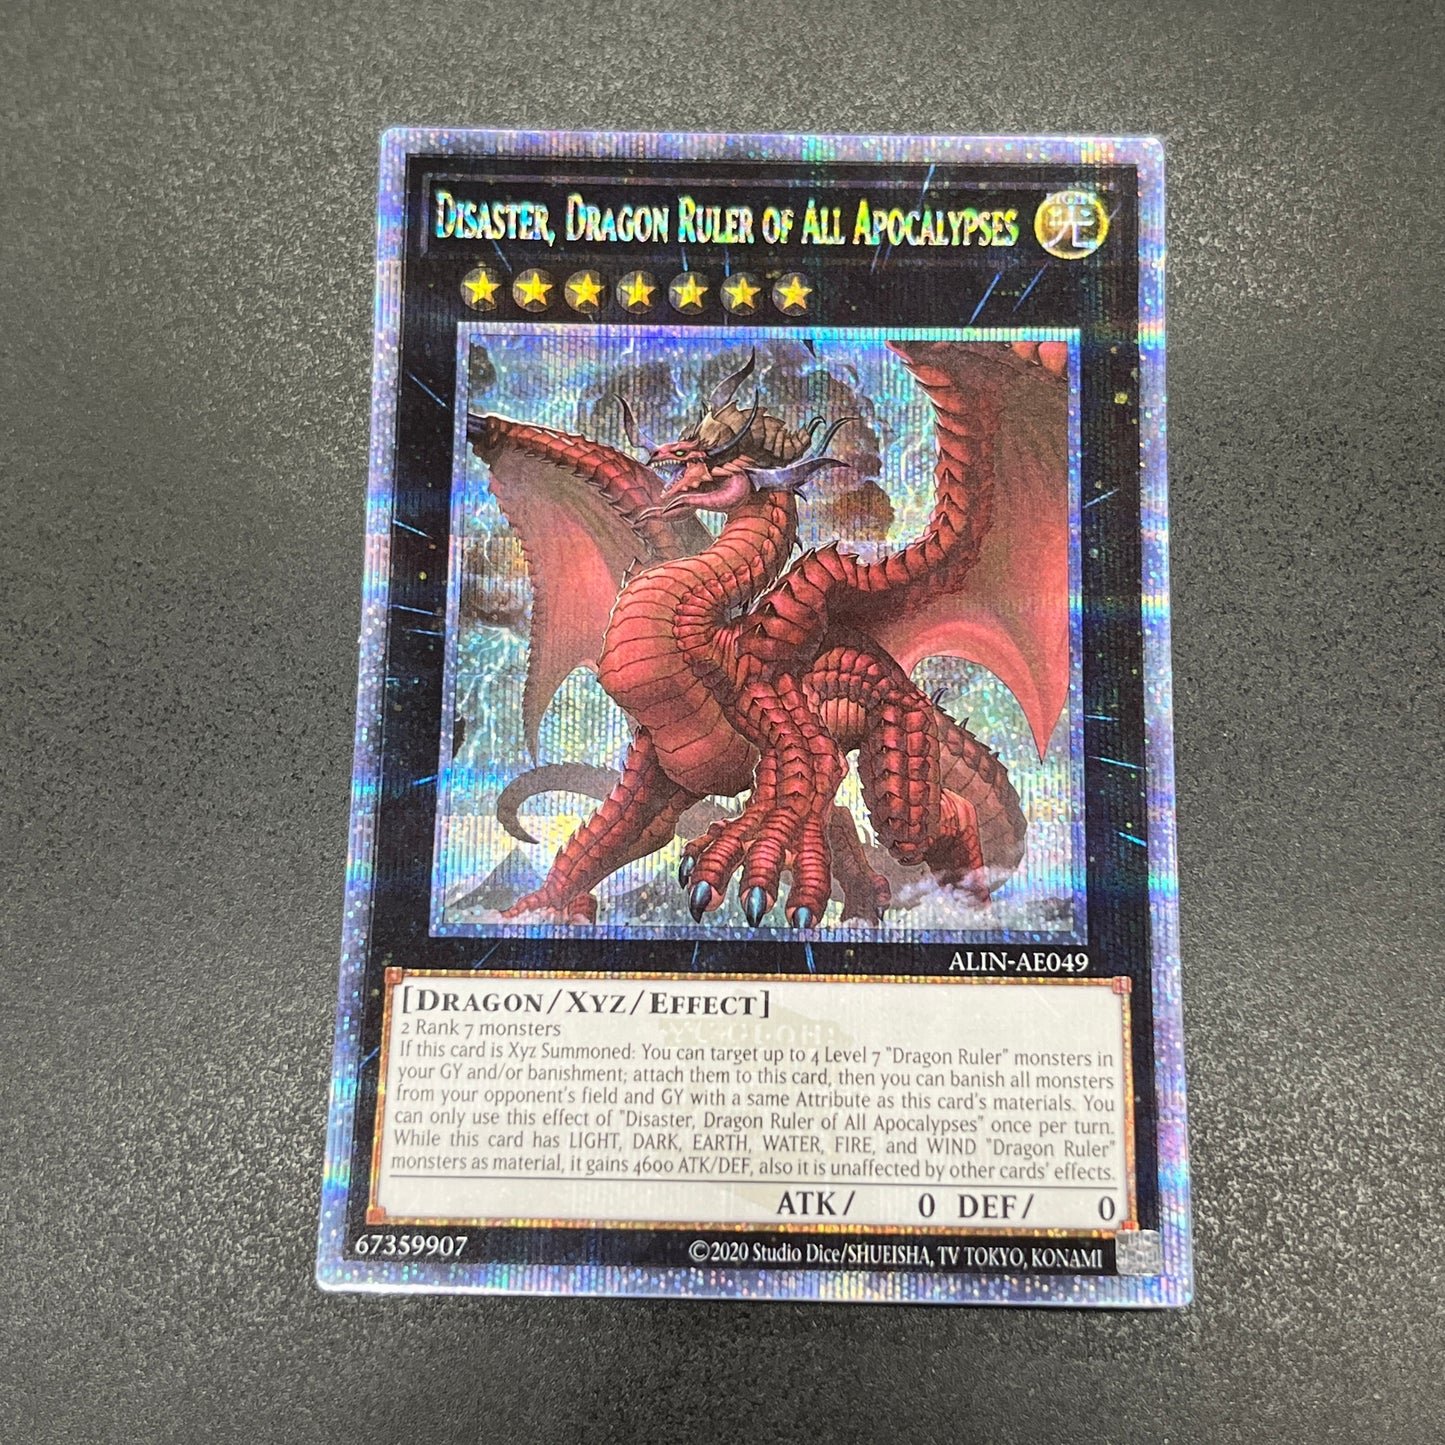 DISASTER, DRAGON RULER OF ALL APOCALYPSES
LIGHT
光
ALIN-AE049
[DRAGON/XYZ/EFFECT]
2 Rank 7 monsters
If this card is Xyz Summoned: You can target up to 4 Level 7 "Dragon Ruler" monsters in
your GY and/or banishment; attach them to this card, then you can banish all monsters
from your opponent's field and GY with a same Attribute as this card's materials. You
can only use this effect of "Disaster, Dragon Ruler of All Apocalypses" once per turn.
While this card has LIGHT, DARK, EARTH, WATER, FIRE, and WIND "Dragon Ruler"
monsters as material, it gains 4600 ATK/DEF, also it is unaffected by other cards' effects.
ATK/ 0 DEF/ 0
67359907
©2020 Studio Dice/SHUEISHA, TV TOKYO, KONAMI